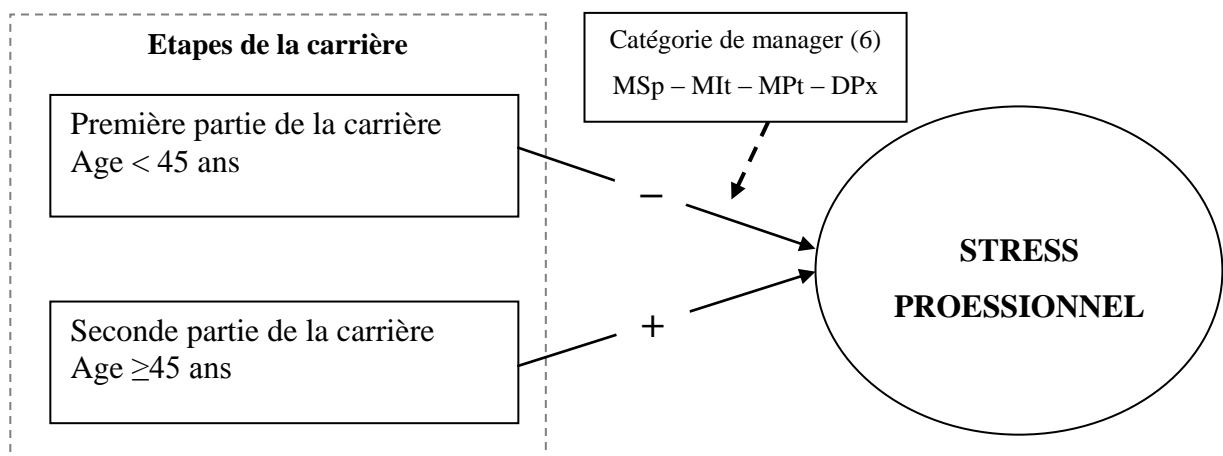 Etapes de la carrière
Première partie de la carrière
Age < 45 ans
Catégorie de manager (6)
MSp – MIt – MPt – DPx
–
+
Seconde partie de la carrière
Age ≥45 ans
STRESS
PROESSIONNEL